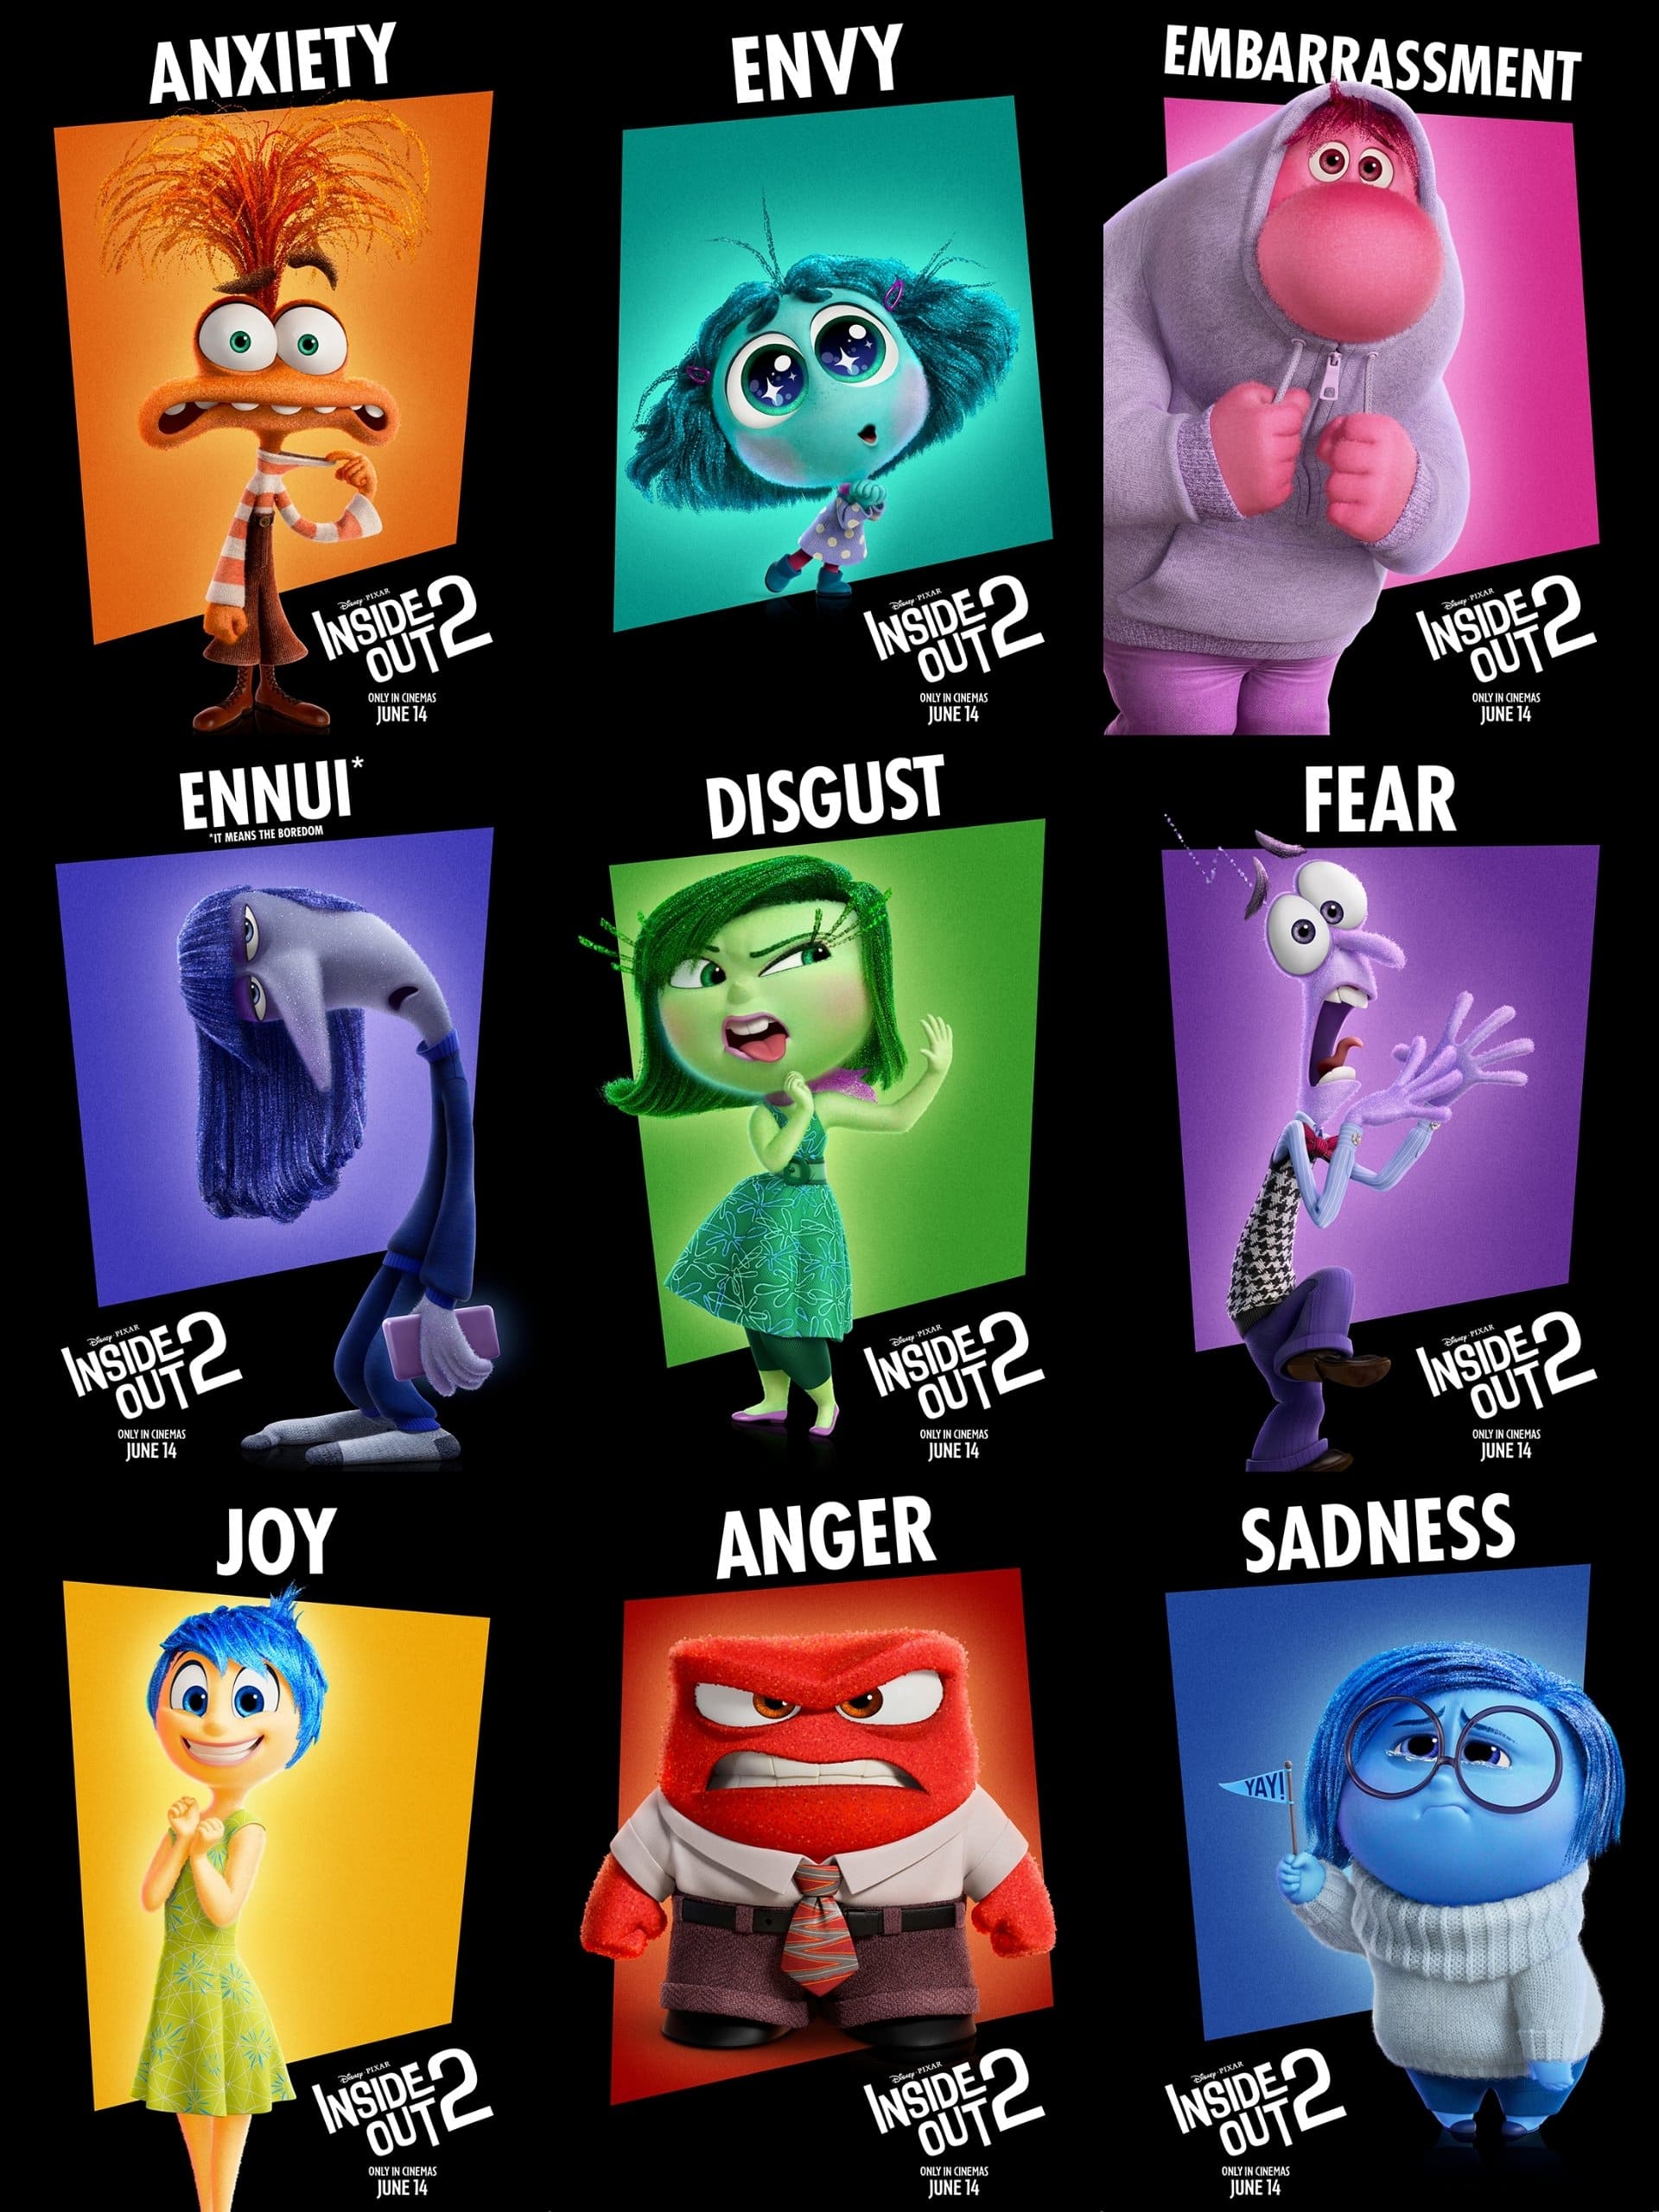 ANXIETY
Disney·PIXAR
INSIDE
OUT 2
ONLY IN CINEMAS
JUNE 14
ENVY
Disney·PIXAR
INSIDE
OUT 2
ONLY IN CINEMAS
JUNE 14
EMBARRASSMENT
Disney·PIXAR
INSIDE
OUT 2
ONLY IN CINEMAS
JUNE 14
ENNUI*
*IT MEANS THE BOREDOM
Disney·PIXAR
INSIDE
OUT 2
ONLY IN CINEMAS
JUNE 14
DISGUST
Disney·PIXAR
INSIDE
OUT 2
ONLY IN CINEMAS
JUNE 14
FEAR
Disney·PIXAR
INSIDE
OUT 2
ONLY IN CINEMAS
JUNE 14
JOY
Disney·PIXAR
INSIDE
OUT 2
ONLY IN CINEMAS
JUNE 14
ANGER
Disney·PIXAR
INSIDE
OUT 2
ONLY IN CINEMAS
JUNE 14
SADNESS
YAY!
Disney·PIXAR
INSIDE
OUT 2
ONLY IN CINEMAS
JUNE 14